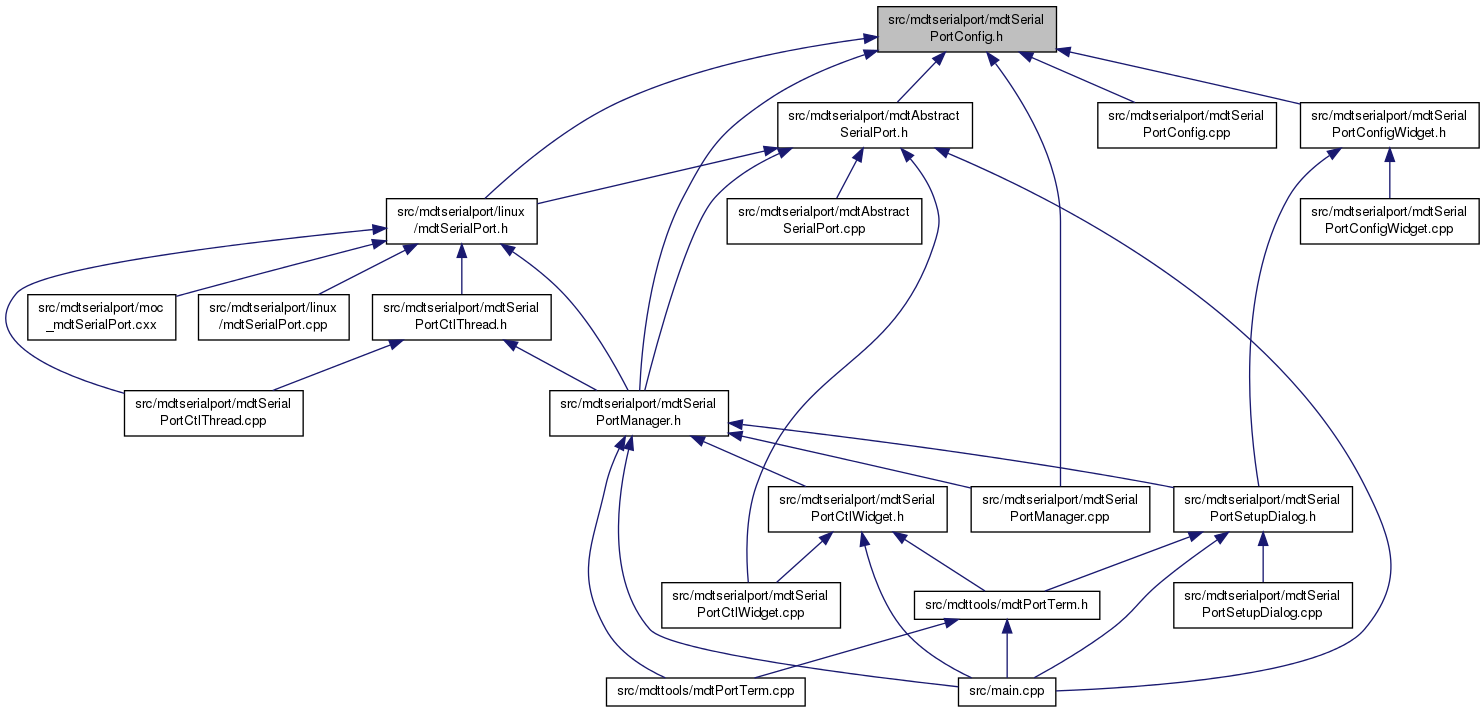 src/mdtserialport/mdtSerial
PortConfig.h
src/mdtserialport/mdtAbstract
SerialPort.h
src/mdtserialport/mdtSerial
PortConfig.cpp
src/mdtserialport/mdtSerial
PortConfigWidget.h
src/mdtserialport/linux
/mdtSerialPort.h
src/mdtserialport/mdtAbstract
SerialPort.cpp
src/mdtserialport/mdtSerial
PortConfigWidget.cpp
src/mdtserialport/moc
_mdtSerialPort.cxx
src/mdtserialport/linux
/mdtSerialPort.cpp
src/mdtserialport/mdtSerial
PortCtlThread.h
src/mdtserialport/mdtSerial
PortCtlThread.cpp
src/mdtserialport/mdtSerial
PortManager.h
src/mdtserialport/mdtSerial
PortCtlWidget.h
src/mdtserialport/mdtSerial
PortManager.cpp
src/mdtserialport/mdtSerial
PortSetupDialog.h
src/mdtserialport/mdtSerial
PortCtlWidget.cpp
src/mdttools/mdtPortTerm.h
src/mdtserialport/mdtSerial
PortSetupDialog.cpp
src/mdttools/mdtPortTerm.cpp
src/main.cpp